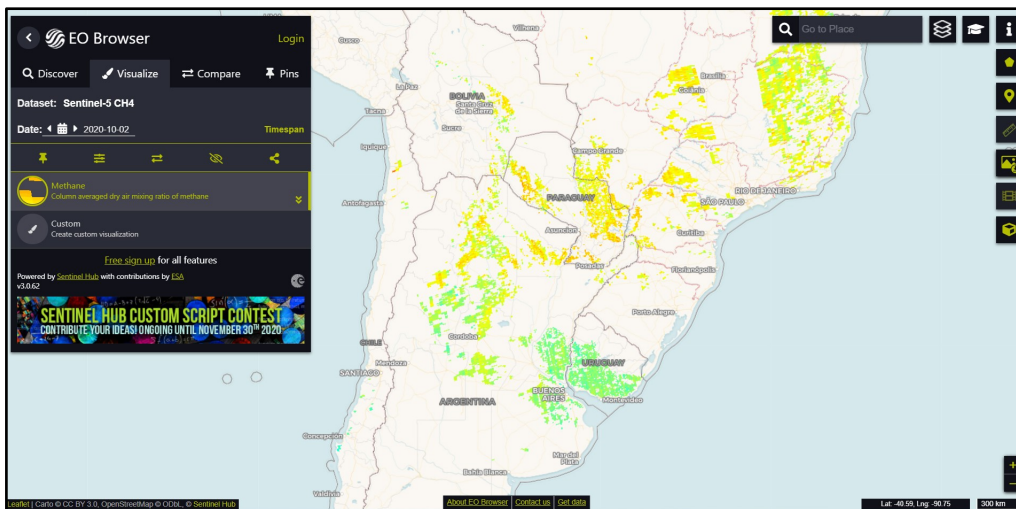 EO Browser
Login
Discover
Visualize
Compare
Pins
Dataset: Sentinel-5 CH4
Date:
2020-10-02
Timespan
Methane
Column averaged dry air mixing ratio of methane
Custom
Create custom visualization
Free sign up for all features
Powered by Sentinel Hub with contributions by ESA
v3.0.62
SENTINEL HUB CUSTOM SCRIPT CONTEST
CONTRIBUTE YOUR IDEAS! ONGOING UNTIL NOVEMBER 30TH 2020
Go to Place
Vilhena
Cusco
Brasília
La Paz
BOLIVIA
Goiânia
Santa Cruz
de la Sierra
Tacna
Sucre
Iquique
Campo Grande
RIO DE JANEIRO
PARAGUAY
SÃO PAULO
Antofagasta
Asuncion
Curitiba
Posadas
Florianópolis
Porto Alegre
Cordoba
CHILE
Mendoza
URUGUAY
SANTIAGO
BUENOS
AIRES
ARGENTINA
Montevideo
Concepción
Mar del
Plata
Bahía Blanca
Valdivia
Leaflet | Carto © CC BY 3.0, OpenStreetMap © ODbL, © Sentinel Hub
About EO Browser
Contact us
Get data
Lat: -40.59, Lng: -90.75
300 km